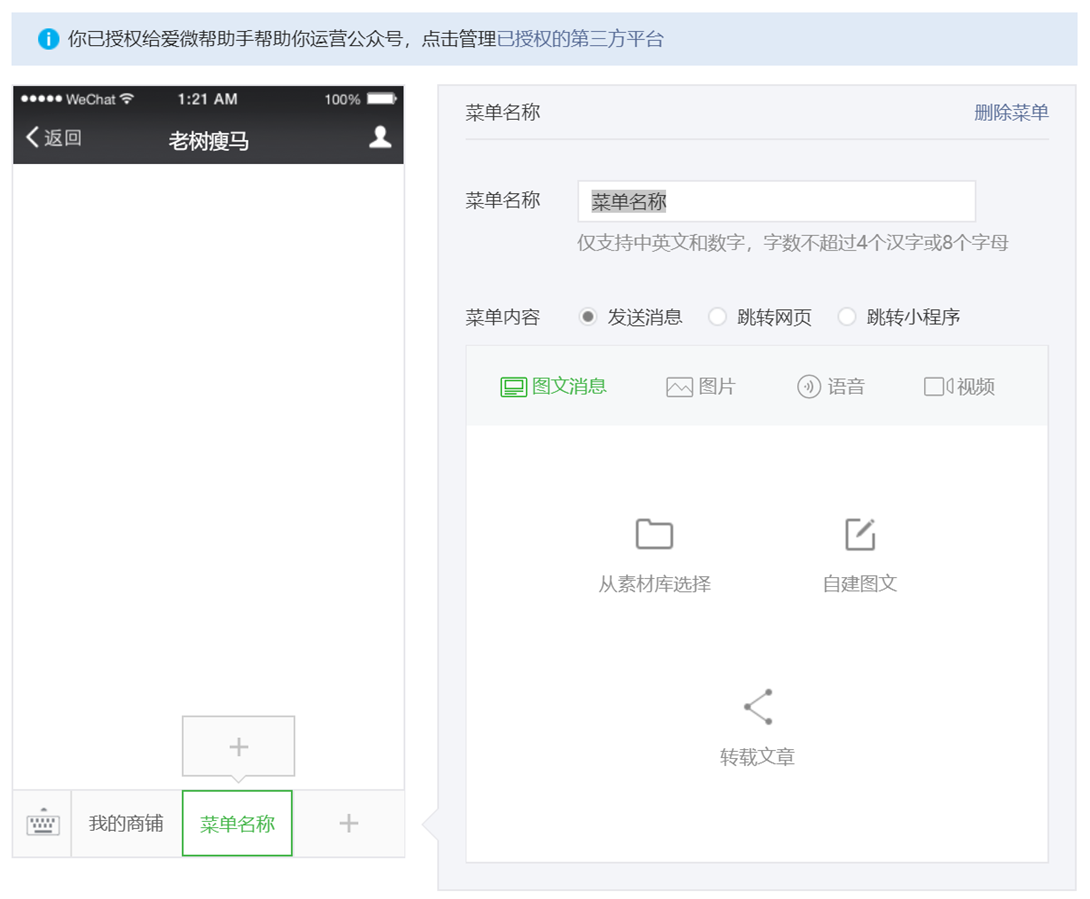 你已授权给爱微帮助手帮助你运营公众号，点击管理已授权的第三方平台
WeChat 1:21 AM 100%
返回 老树瘦马
菜单名称 删除菜单
菜单名称 菜单名称
仅支持中英文和数字，字数不超过4个汉字或8个字母
菜单内容 发送消息 跳转网页 跳转小程序
图文消息 图片 语音 视频
从素材库选择 自建图文
转载文章
+
我的商铺 菜单名称 +